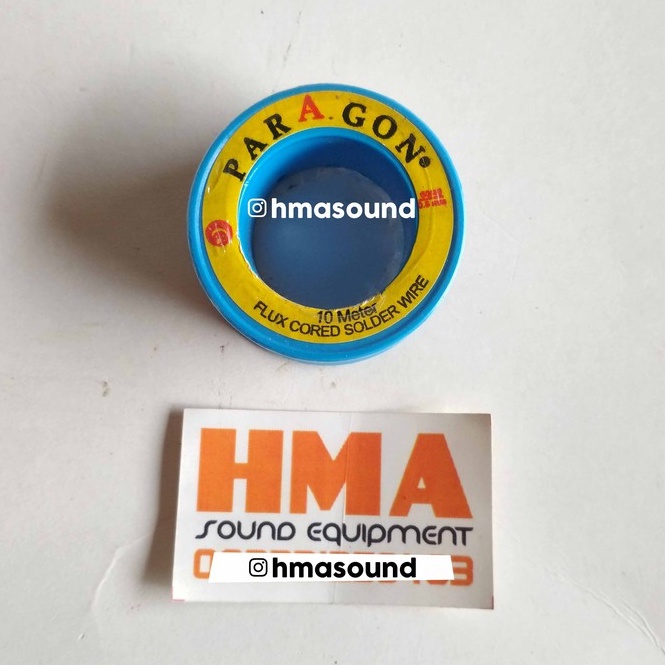 PARAGON
hmasound
10 Meter
FLUX CORED SOLDER WIRE
HMA
SOUND EQUIPMENT
hmasound